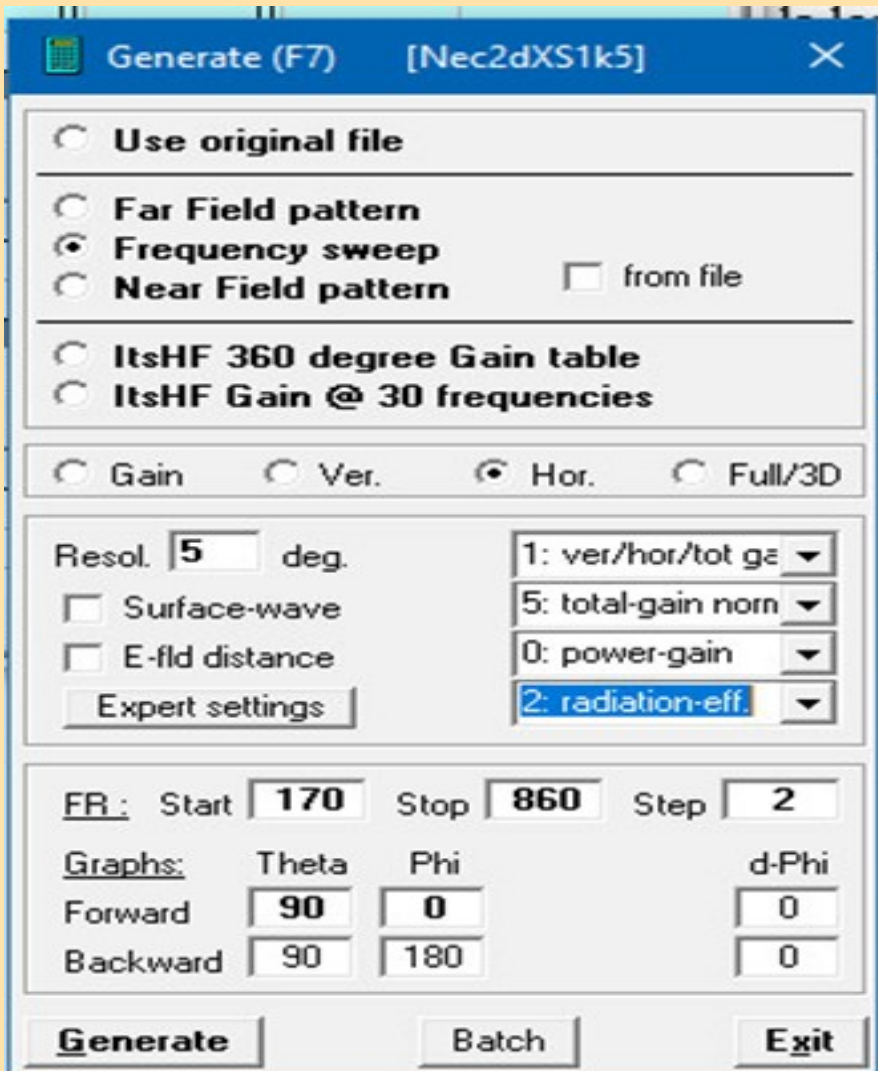 Generate (F7) [Nec2dXS1k5]
Use original file
Far Field pattern
Frequency sweep
Near Field pattern
from file
ItsHF 360 degree Gain table
ItsHF Gain @ 30 frequencies
Gain Ver. Hor. Full/3D
Resol. 5 deg. 1: ver/hor/tot ga
Surface-wave 5: total-gain norn
E-fld distance 0: power-gain
Expert settings 2: radiation-eff.
FR : Start 170 Stop 860 Step 2
Graphs: Theta Phi d-Phi
Forward 90 0 0
Backward 90 180 0
Generate Batch Exit